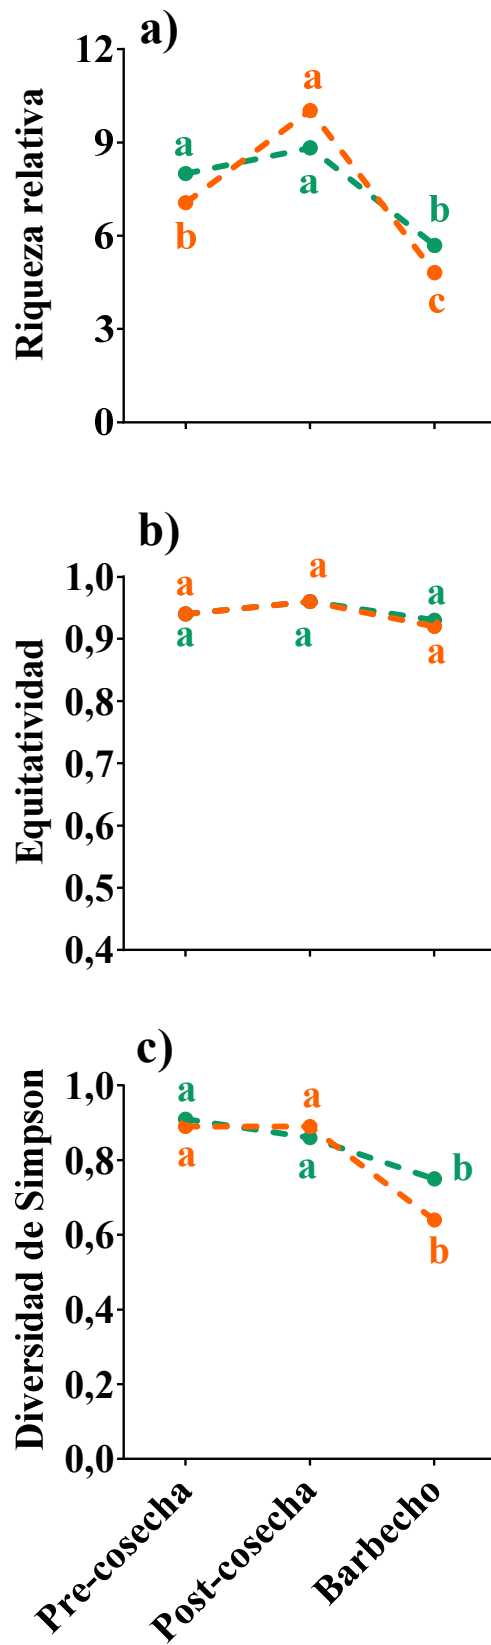 a)
Riqueza relativa
12
9
6
3
0
a
a
a
b
a
b
c
b)
Equitatividad
1,0
0,9
0,8
0,7
0,6
0,5
0,4
a
a
a
a
a
a
c)
Diversidad de Simpson
1,0
0,8
0,6
0,4
0,2
0,0
a
a
a
a
b
b
Pre-cosecha
Post-cosecha
Barbecho